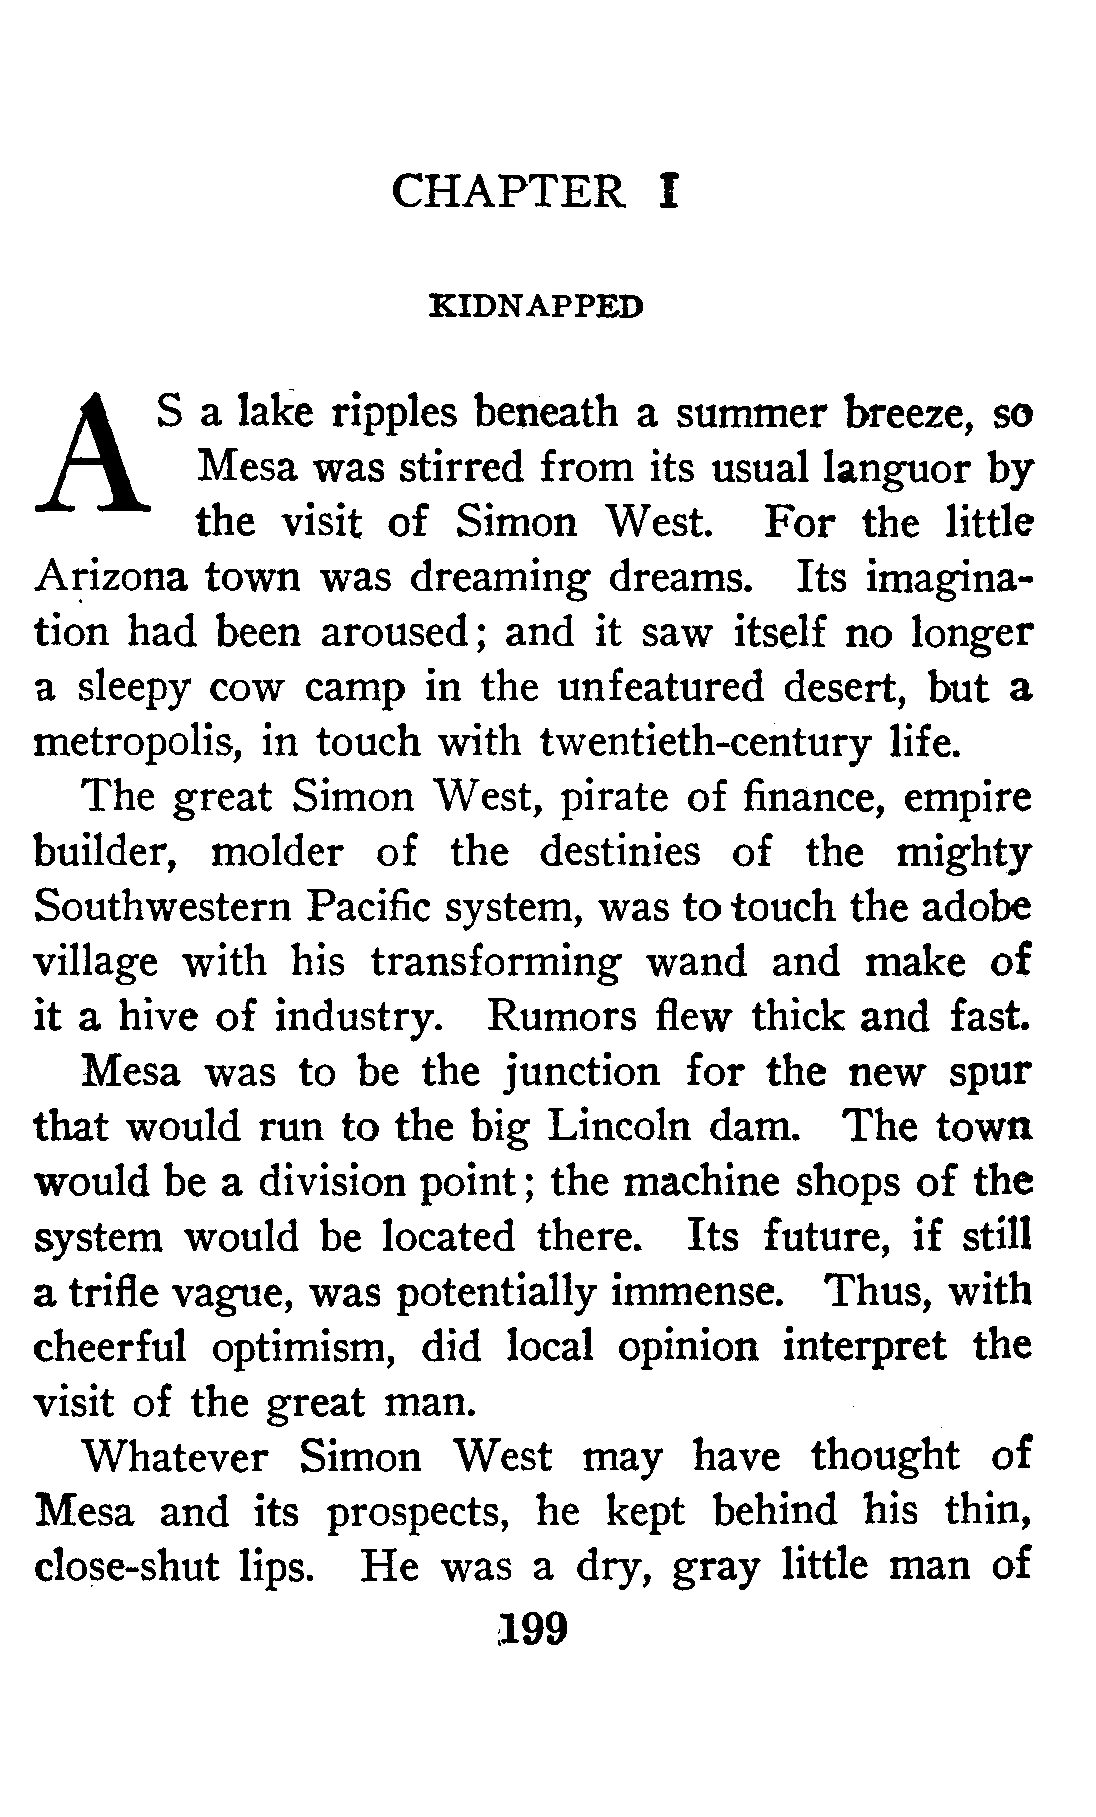 CHAPTER I
KIDNAPPED
AS a lake ripples beneath a summer breeze, so
Mesa was stirred from its usual languor by
the visit of Simon West. For the little
Arizona town was dreaming dreams. Its imagina-
tion had been aroused; and it saw itself no longer
a sleepy cow camp in the unfeatured desert, but a
metropolis, in touch with twentieth-century life.
The great Simon West, pirate of finance, empire
builder, molder of the destinies of the mighty
Southwestern Pacific system, was to touch the adobe
village with his transforming wand and make of
it a hive of industry. Rumors flew thick and fast.
Mesa was to be the junction for the new spur
that would run to the big Lincoln dam. The town
would be a division point; the machine shops of the
system would be located there. Its future, if still
a trifle vague, was potentially immense. Thus, with
cheerful optimism, did local opinion interpret the
visit of the great man.
Whatever Simon West may have thought of
Mesa and its prospects, he kept behind his thin,
close-shut lips. He was a dry, gray little man of
199